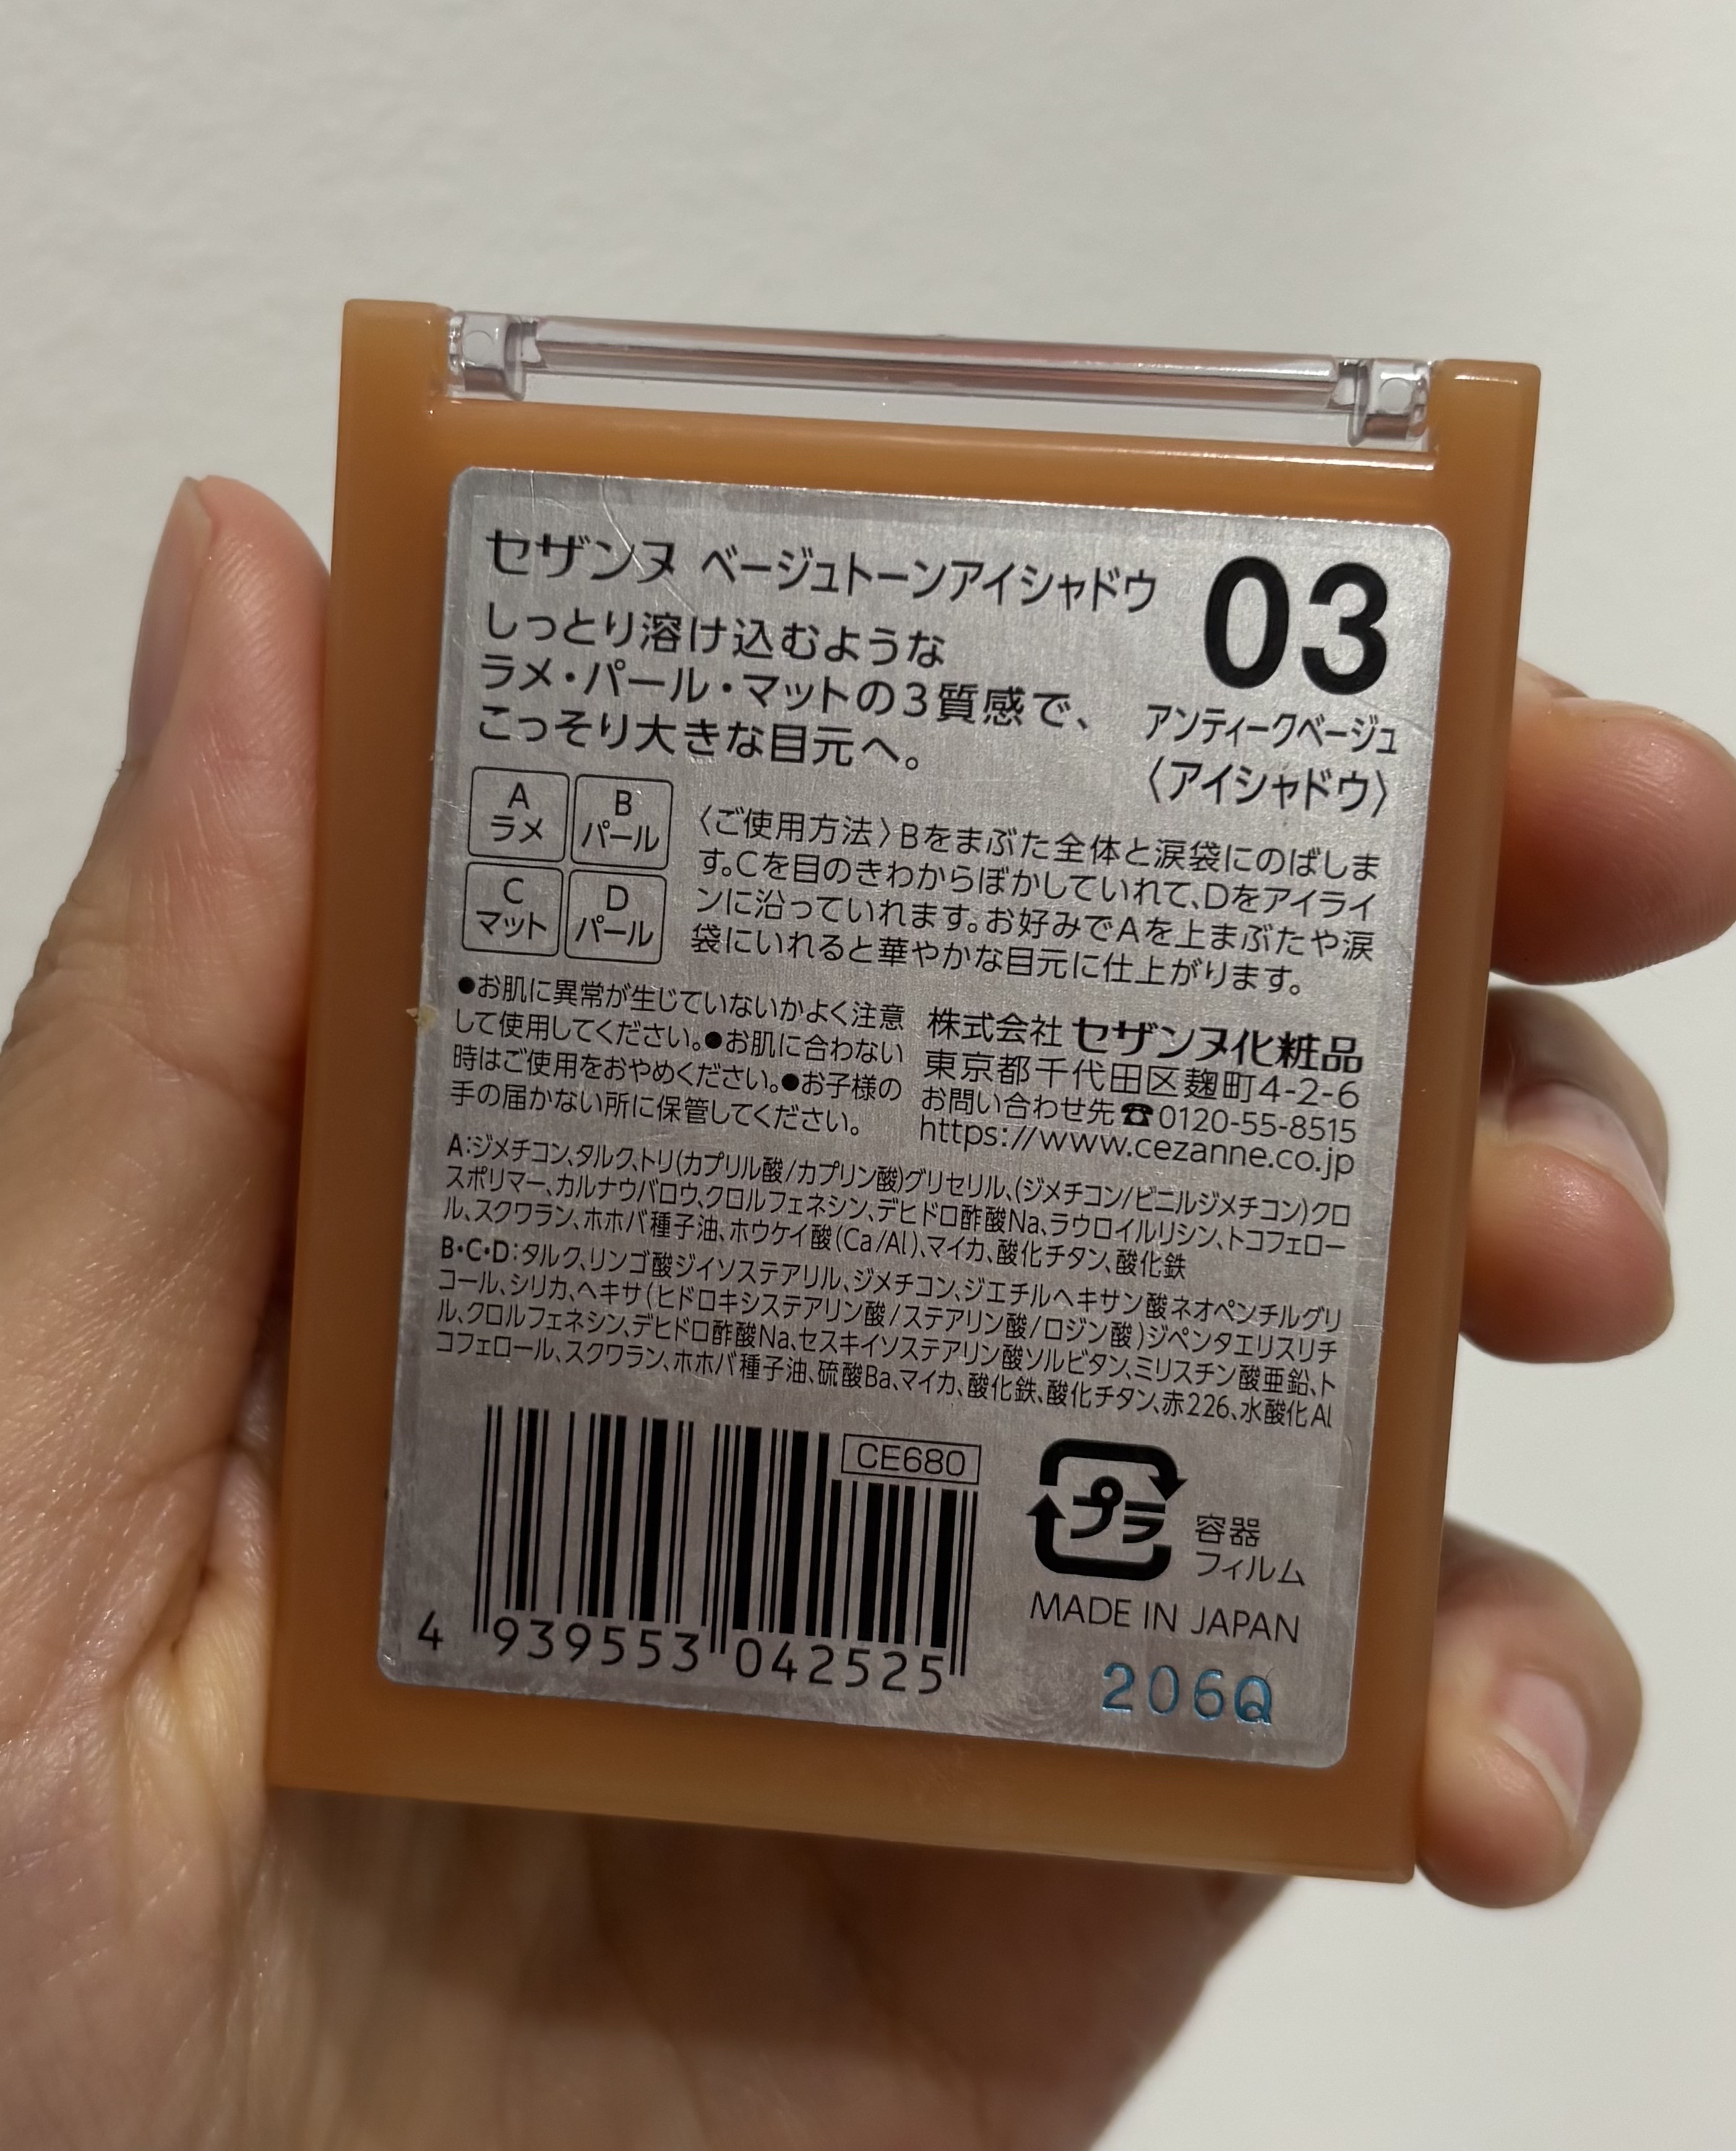 セザンヌ ベージュトーンアイシャドウ
03
しっとり溶け込むような
ラメ・パール・マットの3質感で、
こっそり大きな目元へ。
アンティークベージュ
〈アイシャドウ〉
A
ラメ
B
パール
C
マット
D
パール
〈ご使用方法〉Bをまぶた全体と涙袋にのばしま
す。Cを目のきわからぼかしていれて、Dをアイライ
ンに沿っていれます。お好みでAを上まぶたや涙
袋にいれると華やかな目元に仕上がります。
●お肌に異常が生じていないかよく注意
して使用してください。●お肌に合わない
時はご使用をおやめください。●お子様の
手の届かない所に保管してください。
株式会社 セザンヌ化粧品
東京都千代田区麹町4-2-6
お問い合わせ先☎0120-55-8515
https://www.cezanne.co.jp
A:ジメチコン、タルク、トリ(カプリル酸/カプリン酸)グリセリル、(ジメチコン/ビニルジメチコン)クロ
スポリマー、カルナウバロウ、クロルフェネシン、デヒドロ酢酸Na、ラウロイルリシン、トコフェロー
ル、スクワラン、ホホバ種子油、ホウケイ酸(Ca/Al)、マイカ、酸化チタン、酸化鉄
B・C・D:タルク、リンゴ酸ジイソステアリル、ジメチコン、ジエチルヘキサン酸ネオペンチルグリ
コール、シリカ、ヘキサ(ヒドロキシステアリン酸/ステアリン酸/ロジン酸)ジペンタエリスリチ
ル、クロルフェネシン、デヒドロ酢酸Na、セスキイソステアリン酸ソルビタン、ミリスチン酸亜鉛、ト
コフェロール、スクワラン、ホホバ種子油、硫酸Ba、マイカ、酸化鉄、酸化チタン、赤226、水酸化Al
CE680
4 939553 042525
プラ
容器
フィルム
MADE IN JAPAN
206Q